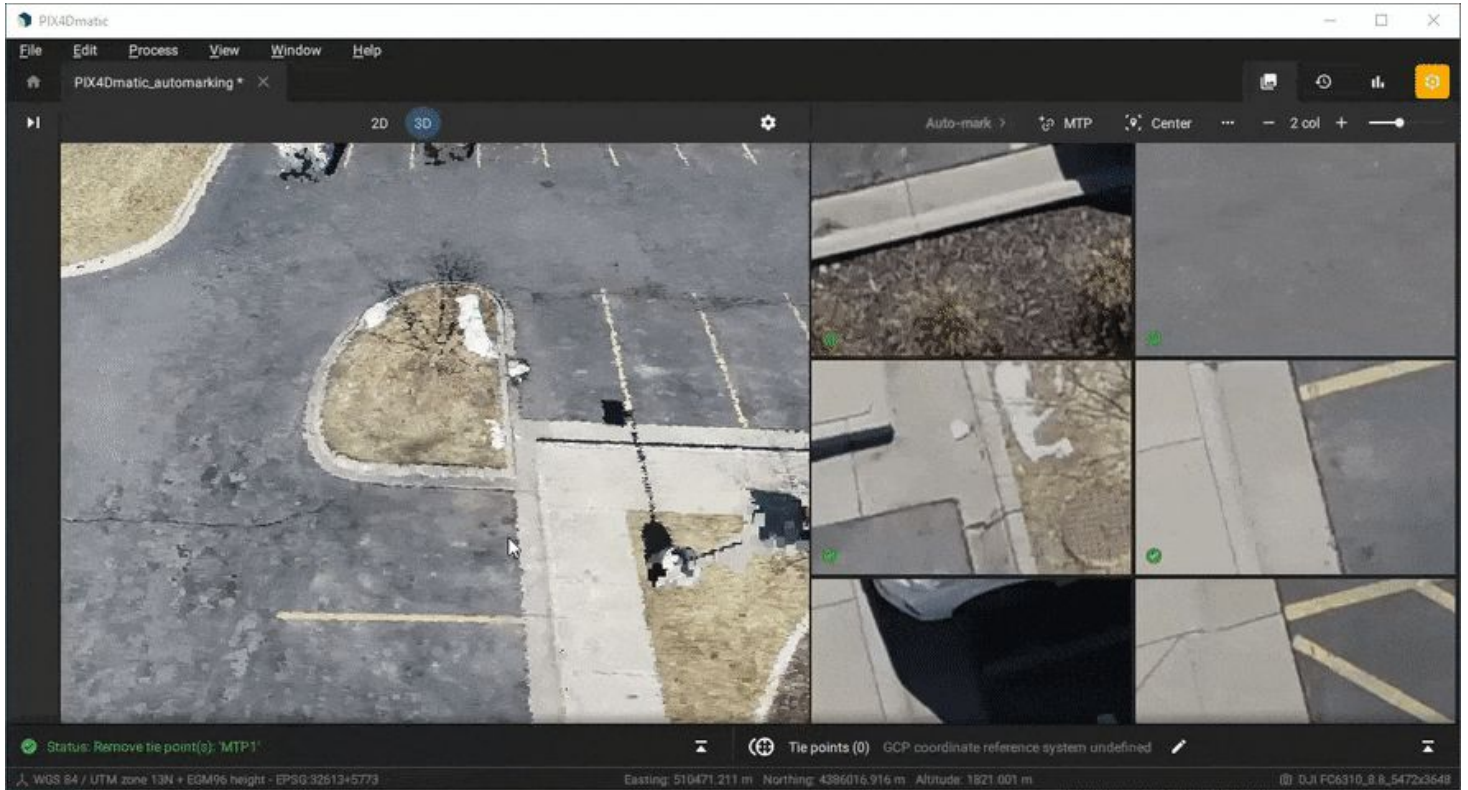 PIX4Dmatic
File Edit Process View Window Help
PIX4Dmatic_automarking *
2D 3D Auto-mark > MTP Center ... − 2 col +
Status: Remove tie point(s): 'MTP1' Tie points (0) GCP coordinate reference system undefined
WGS 84 / UTM zone 13N + EGM96 height - EPSG:32613+5773 Easting: 510471.211 m Northing: 4386016.916 m Altitude: 1821.001 m DJI FC6310_8.8_5472x3648